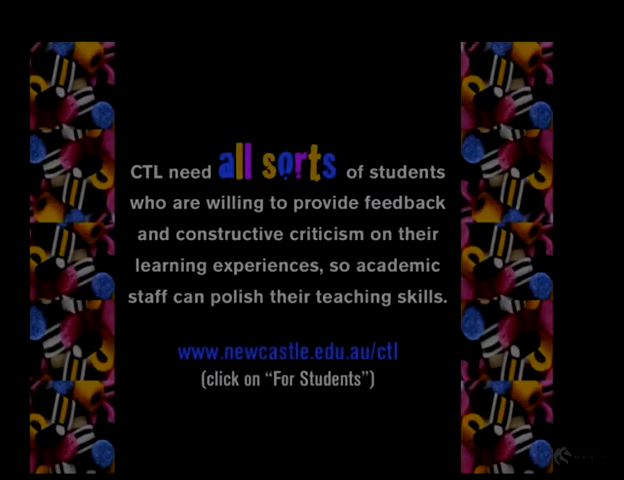 CTL need all sorts of students
who are willing to provide feedback
and constructive criticism on their
learning experiences, so academic
staff can polish their teaching skills.
www.newcastle.edu.au/ctl
(click on “For Students”)